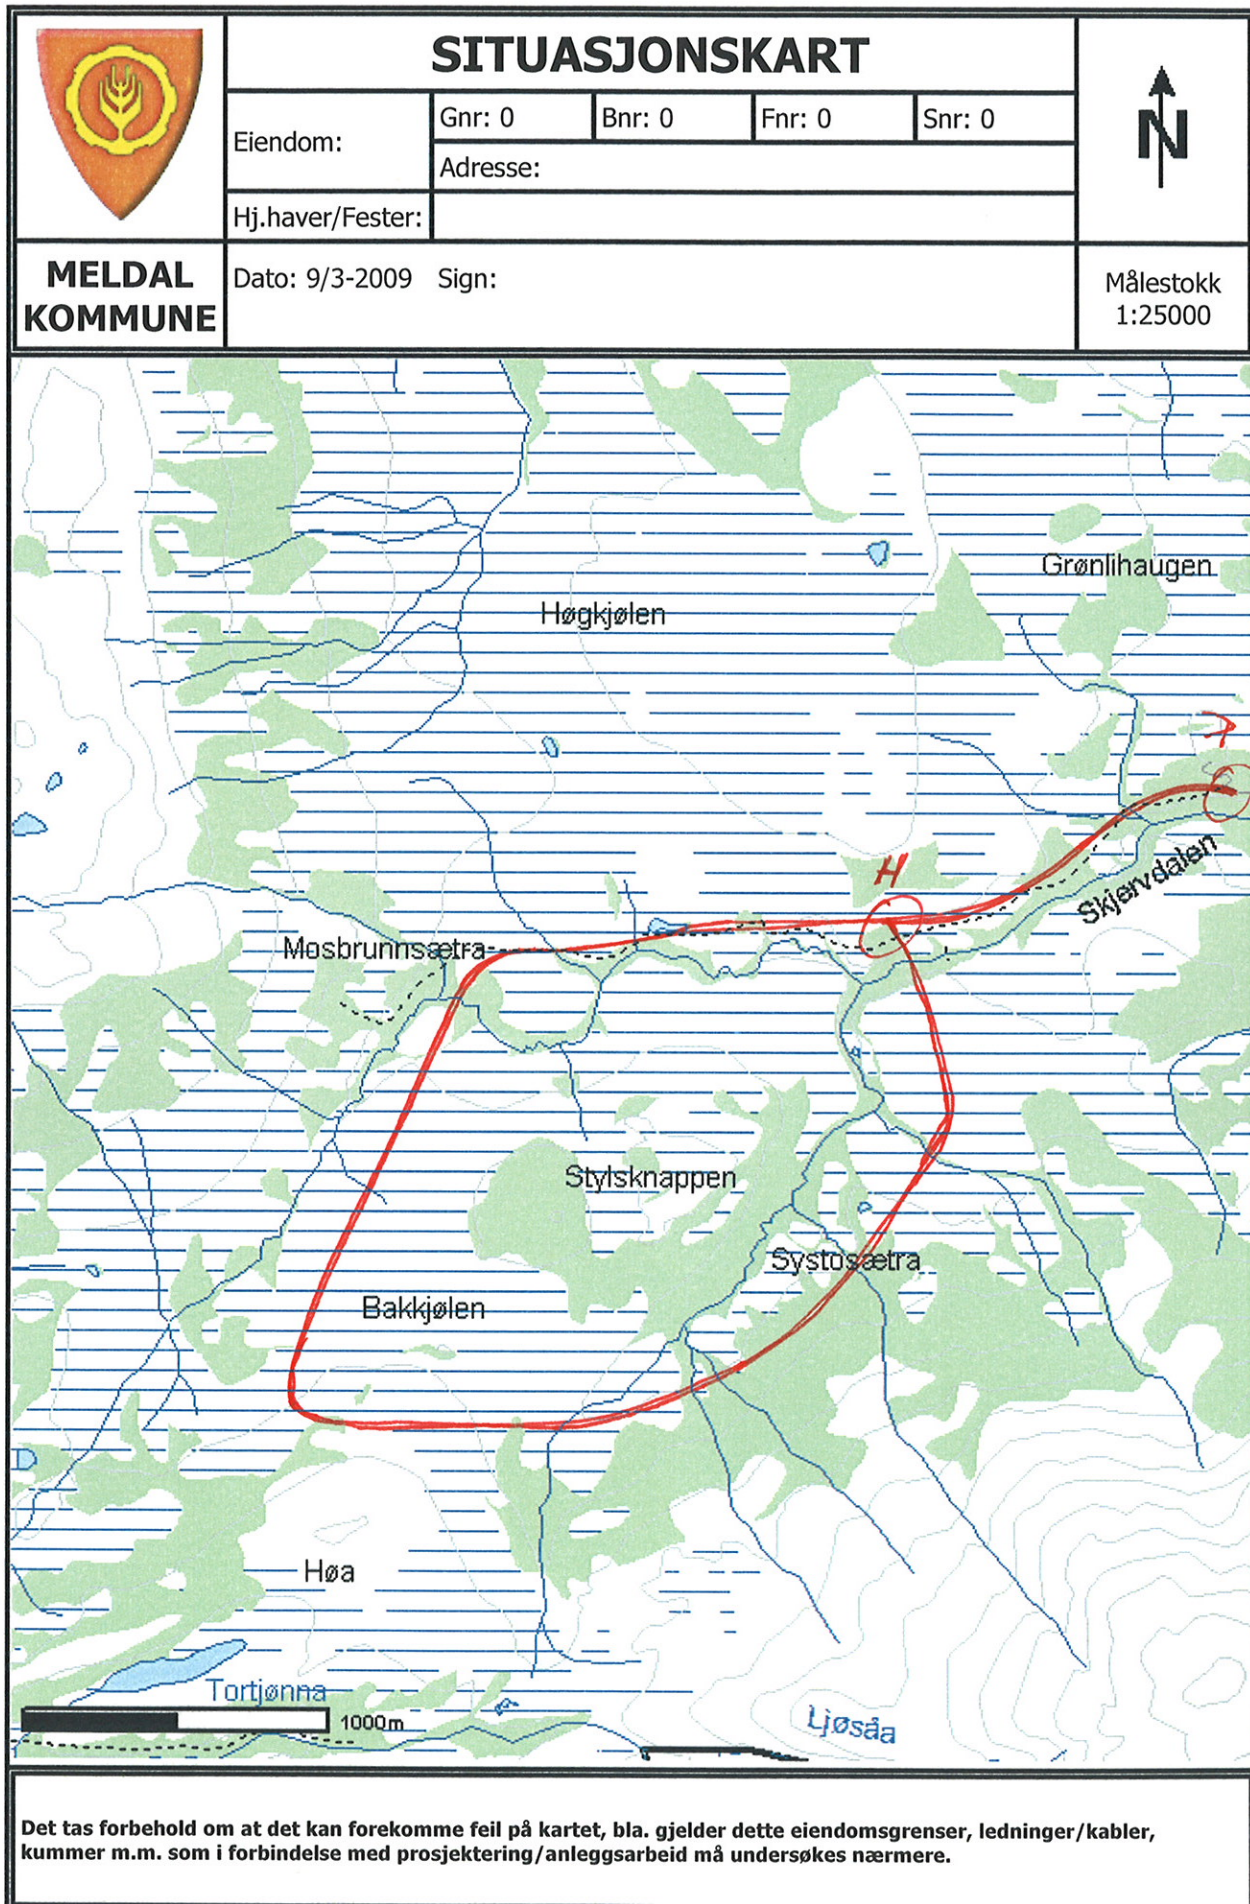 SITUASJONSKART
Eiendom:
Gnr: 0
Bnr: 0
Fnr: 0
Snr: 0
Adresse:
Hj.haver/Fester:
N
MELDAL
KOMMUNE
Dato: 9/3-2009 Sign:
Målestokk
1:25000
Grønlihaugen
Høgkjølen
H
Skjervdalen
Mosbrunnsætra
Stylsknappen
Systosætra
Bakkjølen
Høa
Tortjønna
1000m
Ljøsåa
Det tas forbehold om at det kan forekomme feil på kartet, bla. gjelder dette eiendomsgrenser, ledninger/kabler,
kummer m.m. som i forbindelse med prosjektering/anleggsarbeid må undersøkes nærmere.